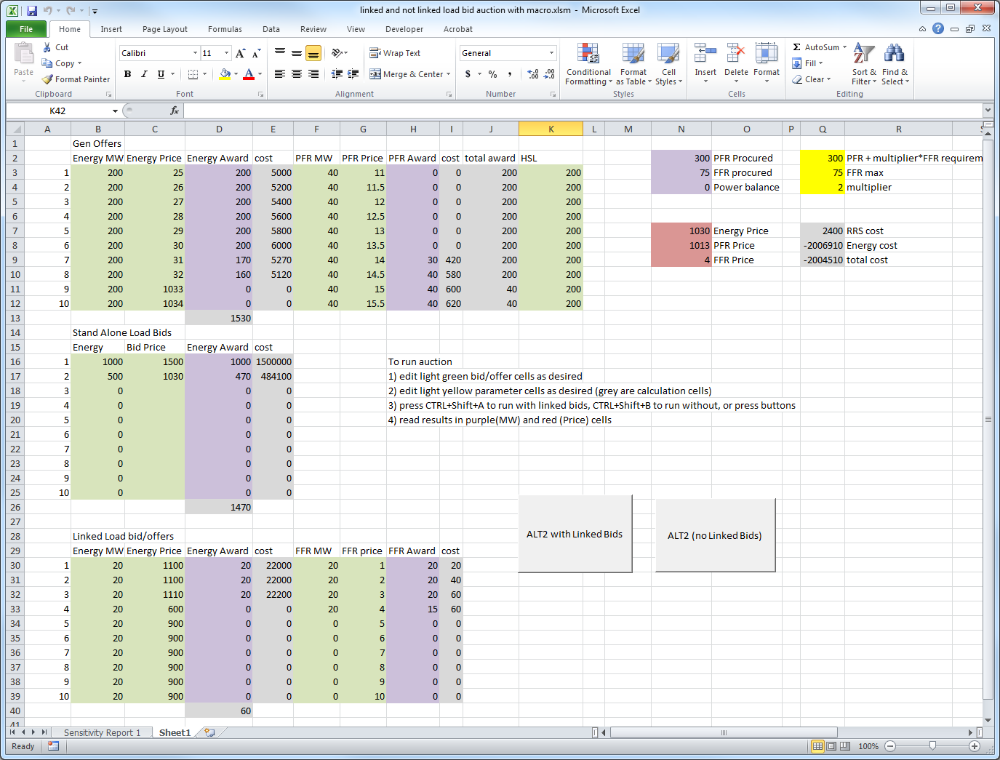 linked and not linked load bid auction with macro.xlsm - Microsoft Excel
File Home Insert Page Layout Formulas Data Review View Developer Acrobat
Paste Cut Copy Format Painter Clipboard
Calibri 11 A A B I U A Font
Wrap Text Merge & Center Alignment
General $ % , .00 .0 Number
Conditional Formatting Format as Table Cell Styles Styles
Insert Delete Format Cells
Σ AutoSum Fill Clear Sort & Filter Find & Select Editing
K42 fx
A B C D E F G H I J K L M N O P Q R
1 Gen Offers
2 Energy MW Energy Price Energy Award cost PFR MW PFR Price PFR Award cost total award HSL 300 PFR Procured 300 PFR + multiplier*FFR requirem
3 1 200 25 200 5000 40 11 0 0 200 200 75 FFR procured 75 FFR max
4 2 200 26 200 5200 40 11.5 0 0 200 200 0 Power balance 2 multiplier
5 3 200 27 200 5400 40 12 0 0 200 200
6 4 200 28 200 5600 40 12.5 0 0 200 200
7 5 200 29 200 5800 40 13 0 0 200 200 1030 Energy Price 2400 RRS cost
8 6 200 30 200 6000 40 13.5 0 0 200 200 1013 PFR Price -2006910 Energy cost
9 7 200 31 170 5270 40 14 30 420 200 200 4 FFR Price -2004510 total cost
10 8 200 32 160 5120 40 14.5 40 580 200 200
11 9 200 1033 0 0 40 15 40 600 40 200
12 10 200 1034 0 0 40 15.5 40 620 40 200
13 1530
14 Stand Alone Load Bids
15 Energy Bid Price Energy Award cost
16 1 1000 1500 1000 1500000 To run auction
17 2 500 1030 470 484100 1) edit light green bid/offer cells as desired
18 3 0 0 0 2) edit light yellow parameter cells as desired (grey are calculation cells)
19 4 0 0 0 3) press CTRL+Shift+A to run with linked bids, CTRL+Shift+B to run without, or press buttons
20 5 0 0 0 4) read results in purple(MW) and red (Price) cells
21 6 0 0 0
22 7 0 0 0
23 8 0 0 0
24 9 0 0 0
25 10 0 0 0
26 1470
27
28 Linked Load bid/offers
ALT2 with Linked Bids ALT2 (no Linked Bids)
29 Energy MW Energy Price Energy Award cost FFR MW FFR price FFR Award cost
30 1 20 1100 20 22000 20 1 20 20
31 2 20 1100 20 22000 20 2 20 40
32 3 20 1110 20 22200 20 3 20 60
33 4 20 600 0 0 20 4 15 60
34 5 20 900 0 0 0 5 0 0
35 6 20 900 0 0 0 6 0 0
36 7 20 900 0 0 0 7 0 0
37 8 20 900 0 0 0 8 0 0
38 9 20 900 0 0 0 9 0 0
39 10 20 900 0 0 0 10 0 0
40 60
41
Sensitivity Report 1 Sheet1
Ready 100%